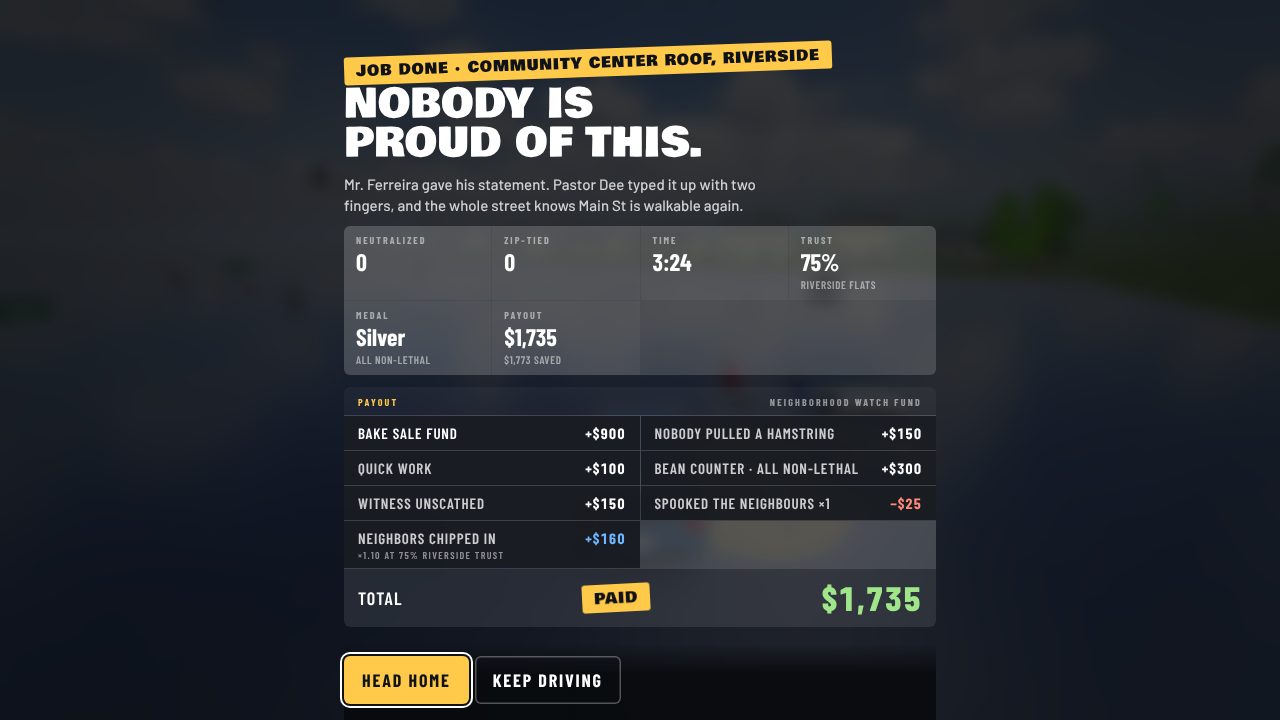 JOB DONE · COMMUNITY CENTER ROOF, RIVERSIDE
NOBODY IS
PROUD OF THIS.
Mr. Ferreira gave his statement. Pastor Dee typed it up with two
fingers, and the whole street knows Main St is walkable again.
NEUTRALIZED
0
ZIP-TIED
0
TIME
3:24
TRUST
75%
RIVERSIDE FLATS
MEDAL
Silver
ALL NON-LETHAL
PAYOUT
$1,735
$1,773 SAVED
PAYOUT
NEIGHBORHOOD WATCH FUND
BAKE SALE FUND +$900
NOBODY PULLED A HAMSTRING +$150
QUICK WORK +$100
BEAN COUNTER · ALL NON-LETHAL +$300
WITNESS UNSCATHED +$150
SPOOKED THE NEIGHBOURS ×1 −$25
NEIGHBORS CHIPPED IN +$160
×1.10 AT 75% RIVERSIDE TRUST
TOTAL PAID $1,735
HEAD HOME
KEEP DRIVING